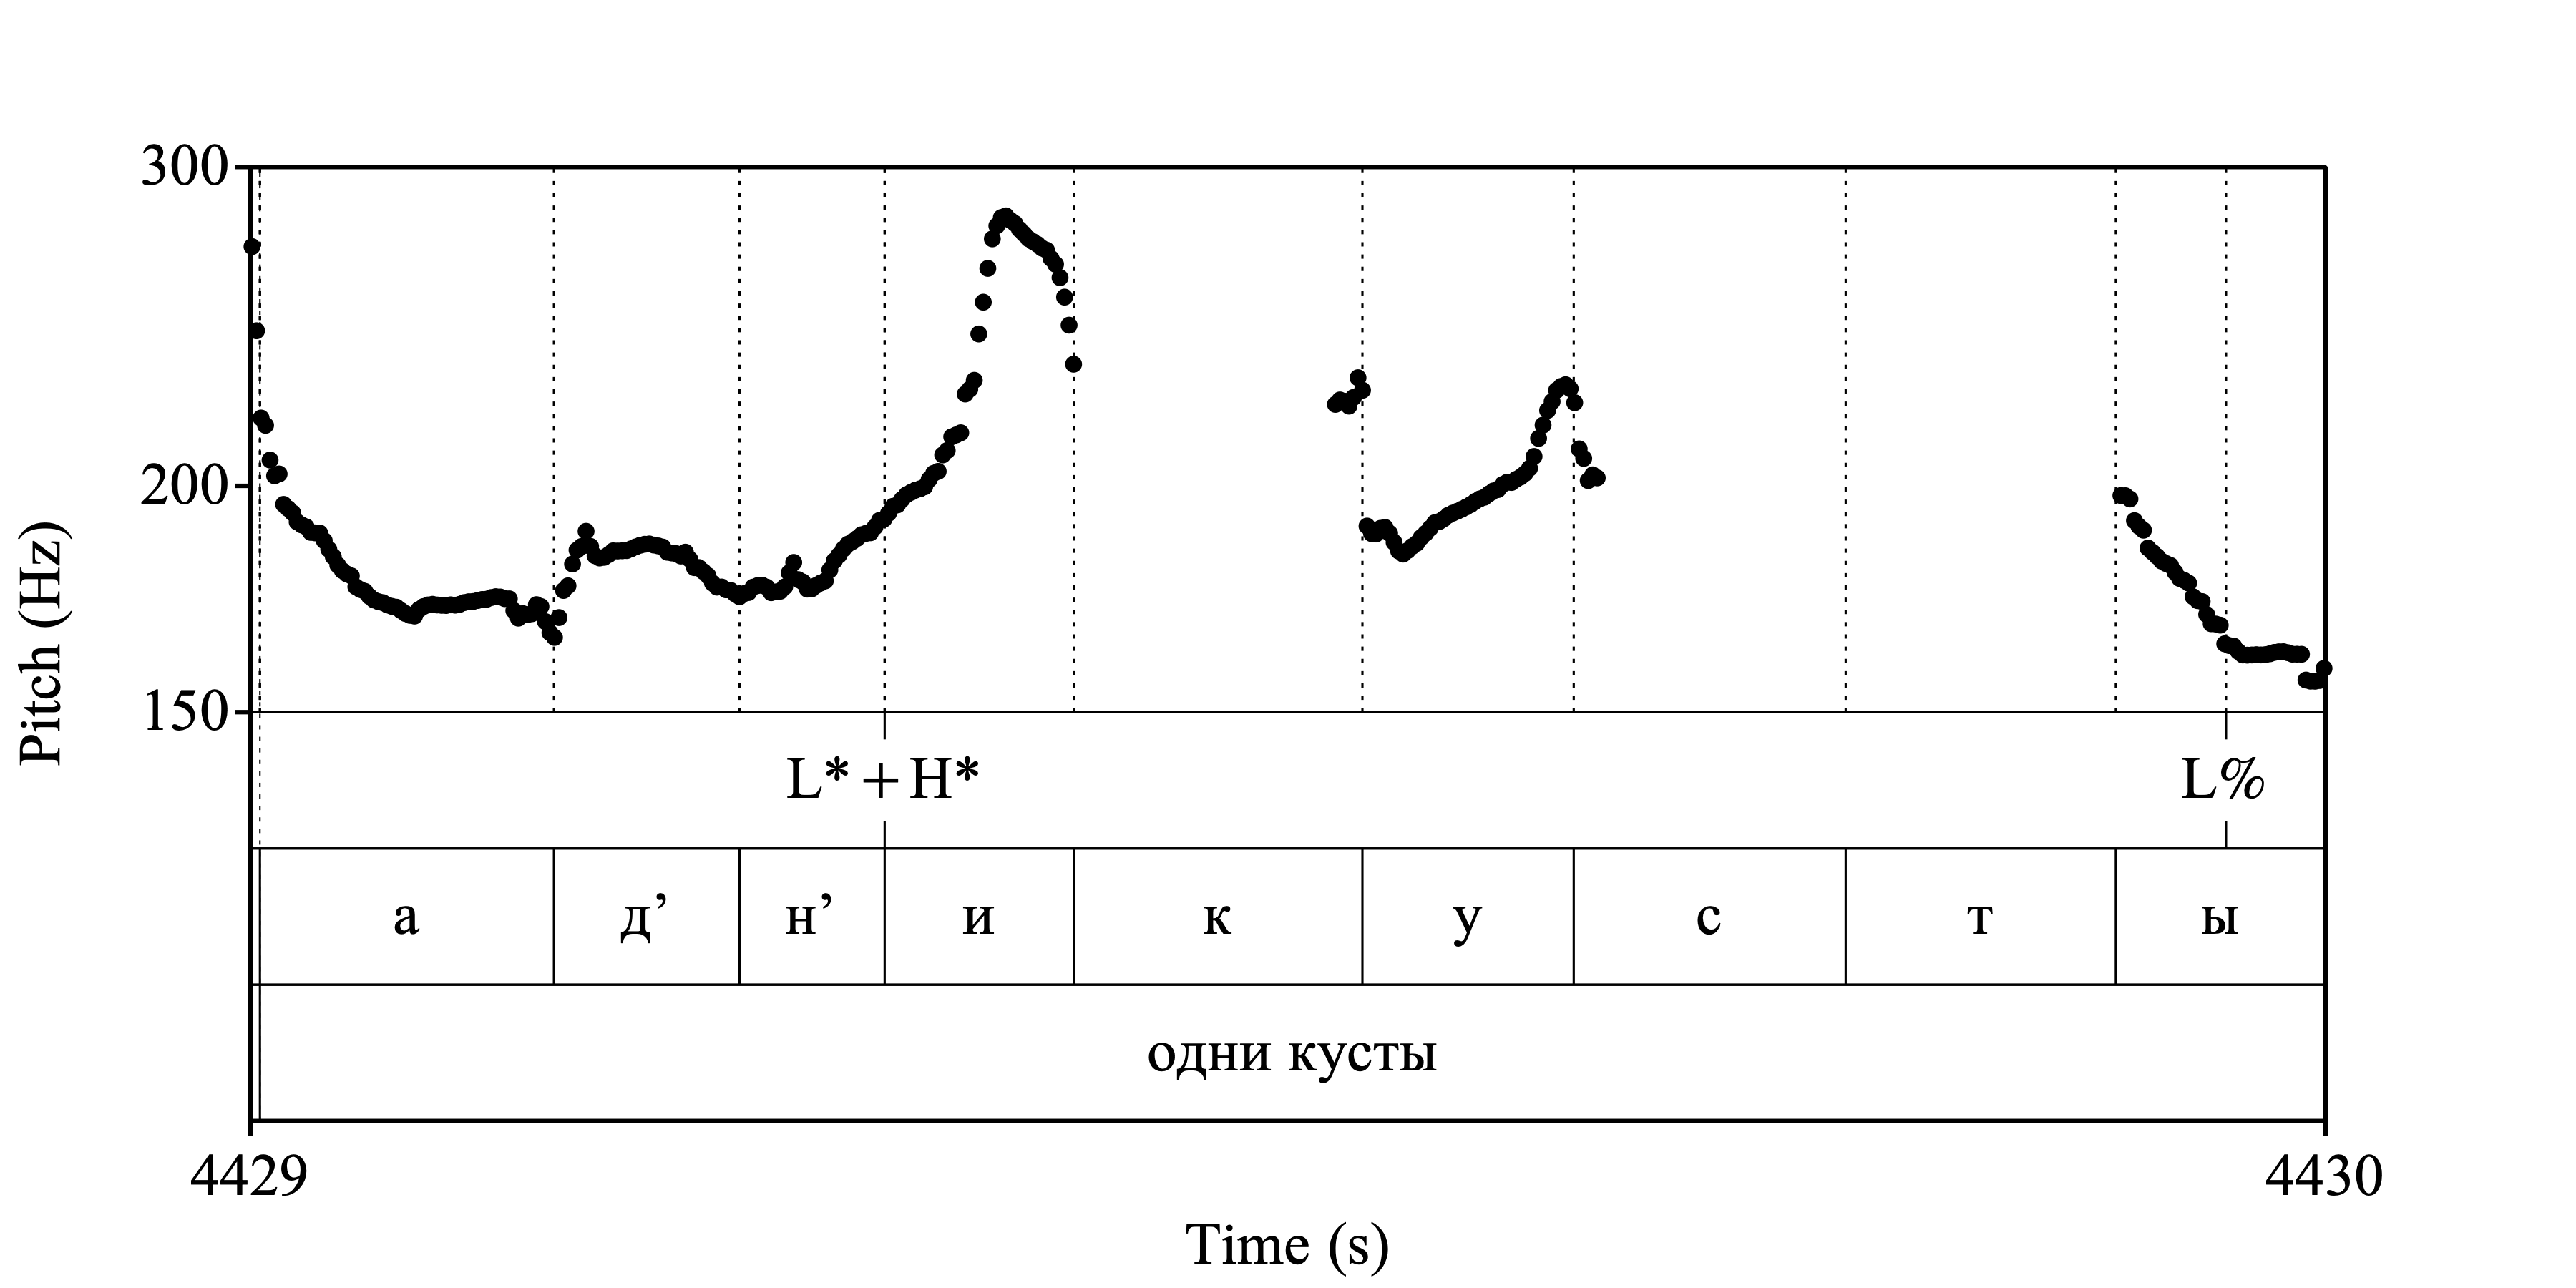 300
200
150
Pitch (Hz)
L*+H* L%
а д’ н’ и к у с т ы
одни кусты
4429 4430
Time (s)